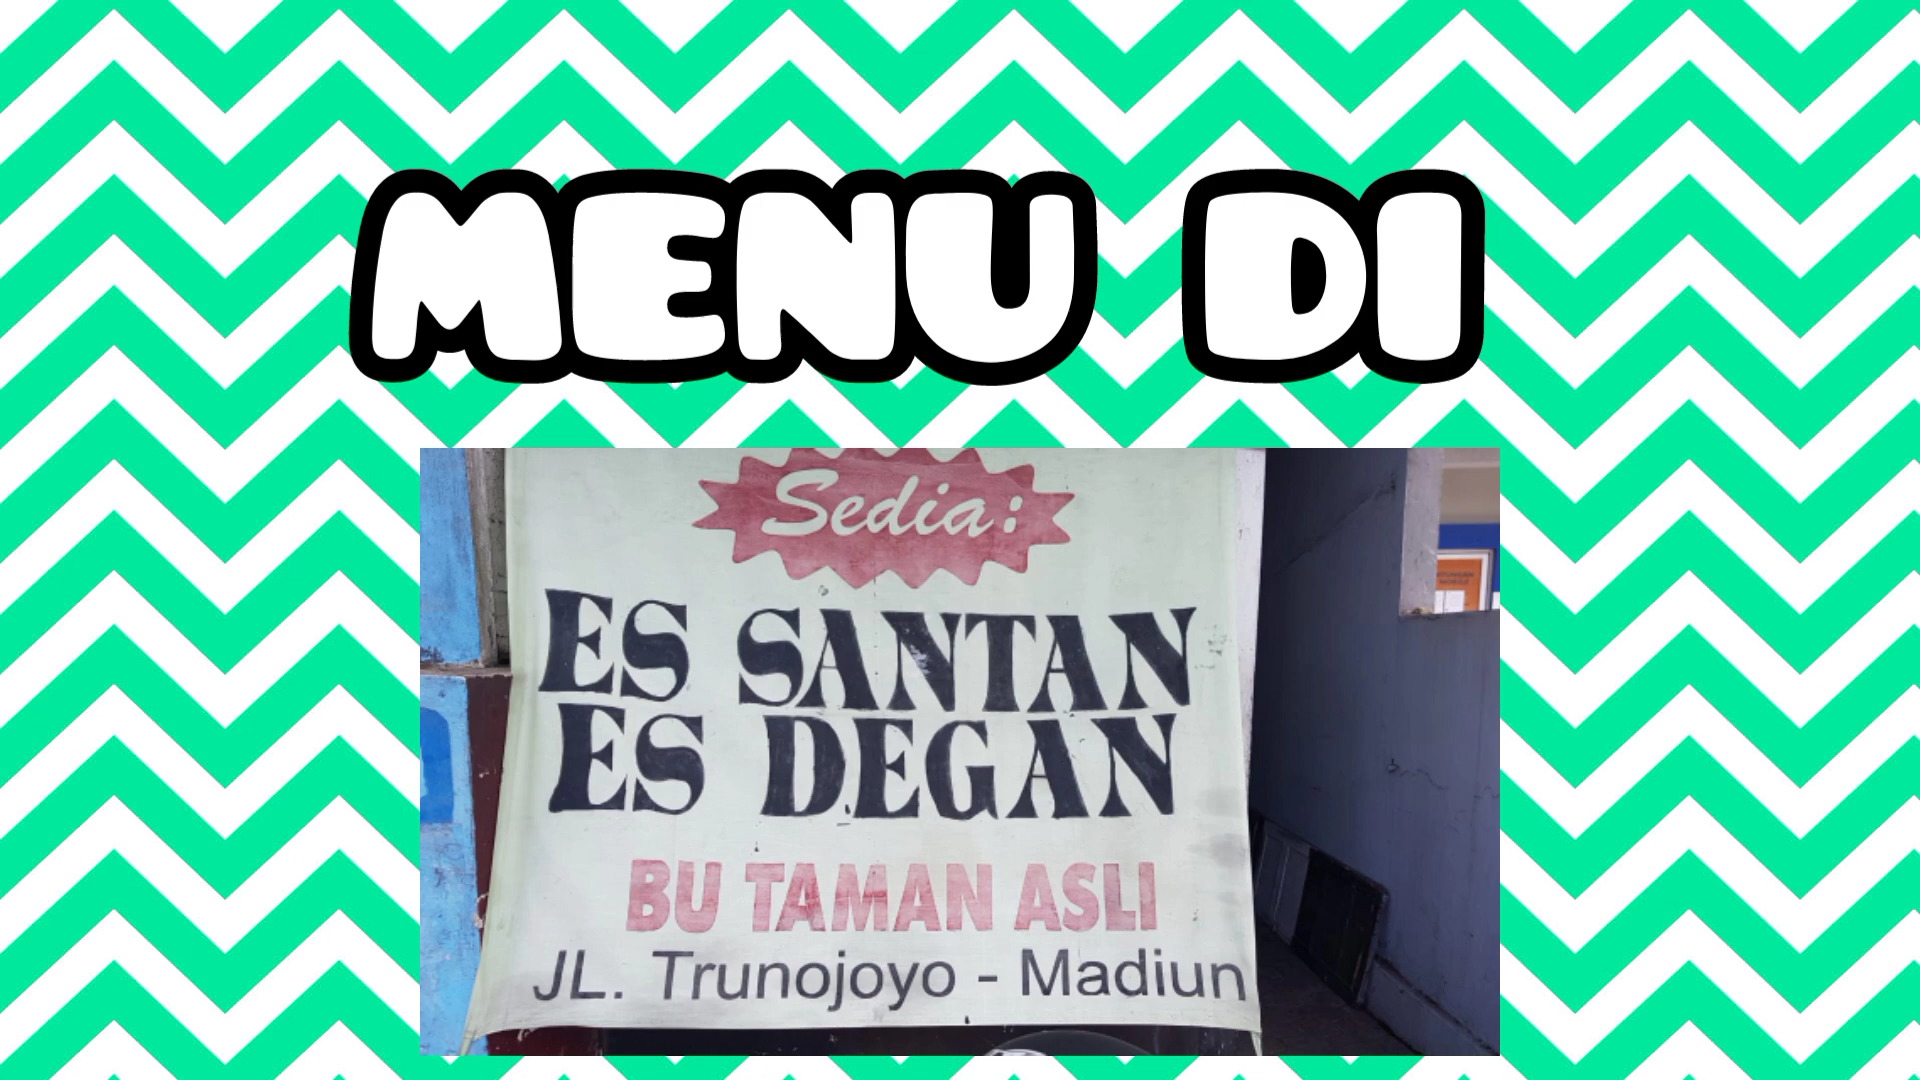 MENU DI
Sedia:
ES SANTAN
ES DEGAN
BU TAMAN ASLI
JL. Trunojoyo - Madiun